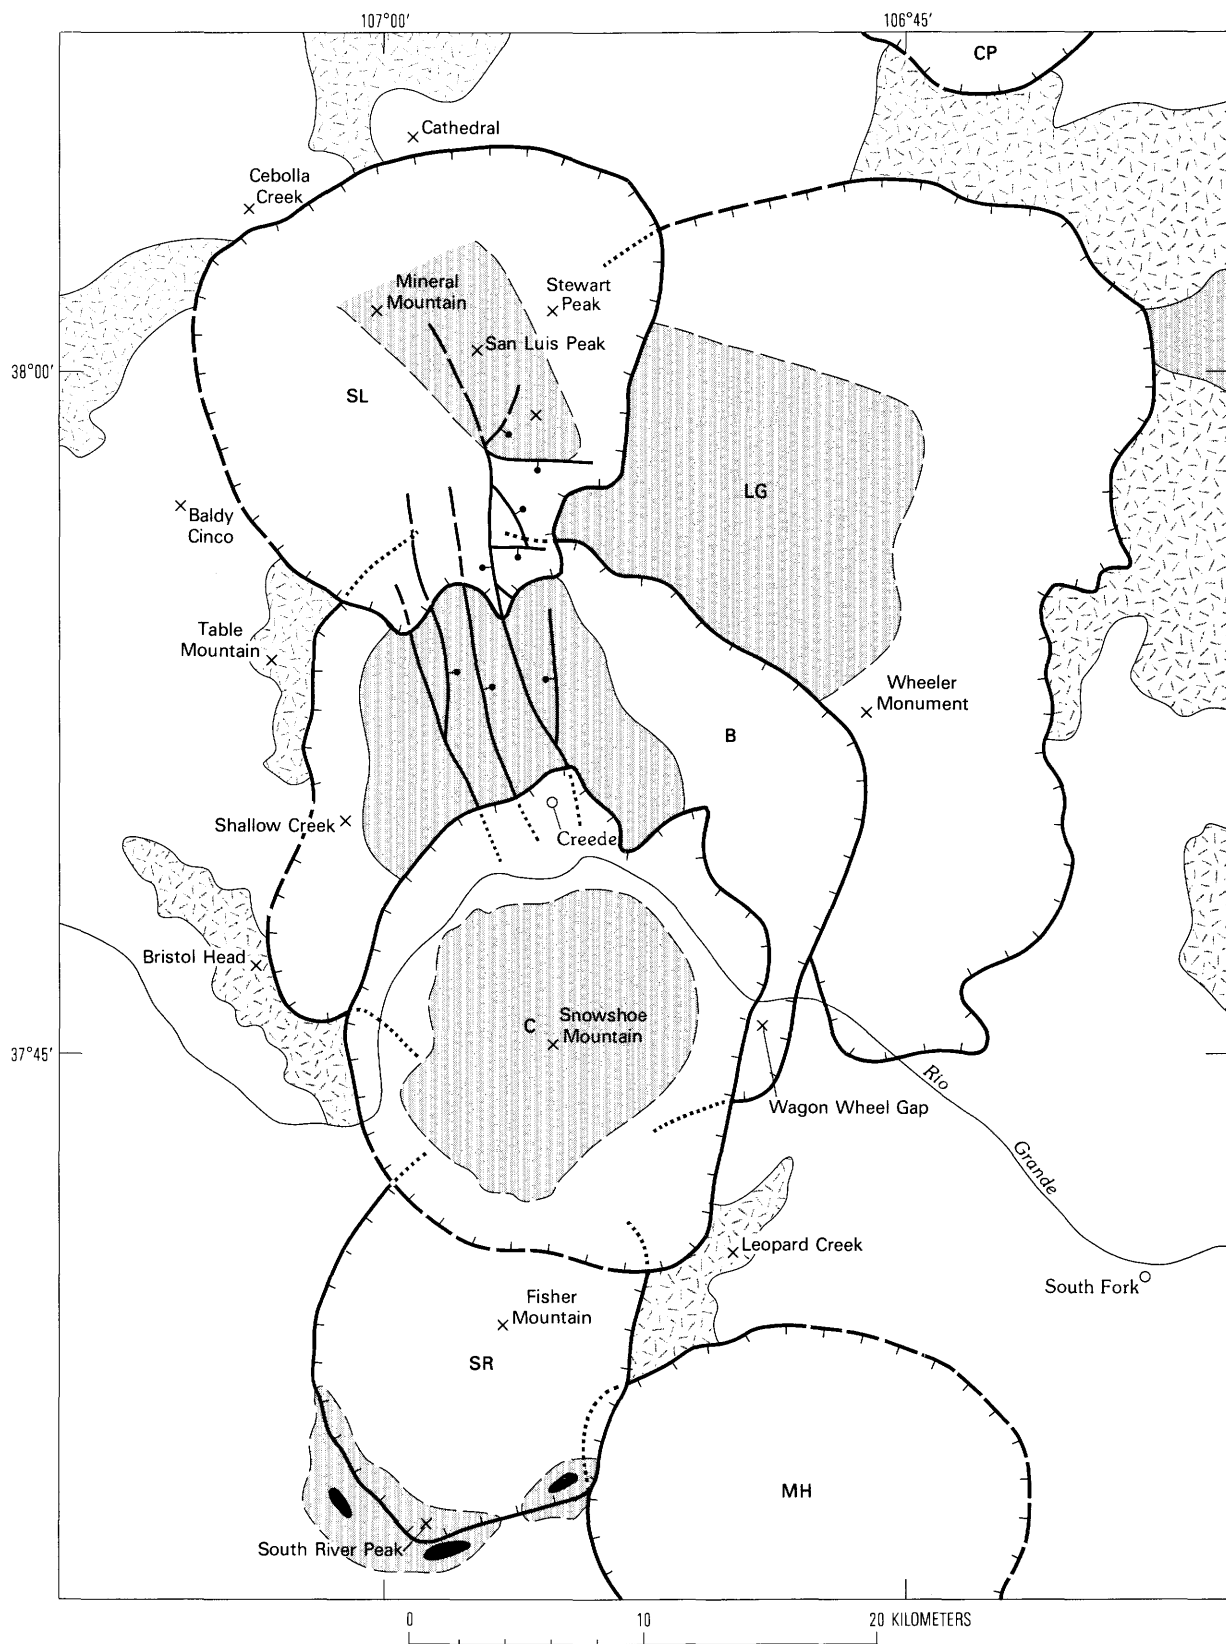 107°00′
106°45′
CP
Cathedral
Cebolla
Creek
Mineral
Mountain
Stewart
Peak
San Luis Peak
38°00′
SL
LG
Baldy
Cinco
Table
Mountain
Wheeler
Monument
B
Shallow Creek
Creede
Bristol Head
C
Snowshoe
Mountain
37°45′
Rio
Wagon Wheel Gap
Grande
Leopard Creek
South Fork
Fisher
Mountain
SR
MH
South River Peak
0
10
20 KILOMETERS